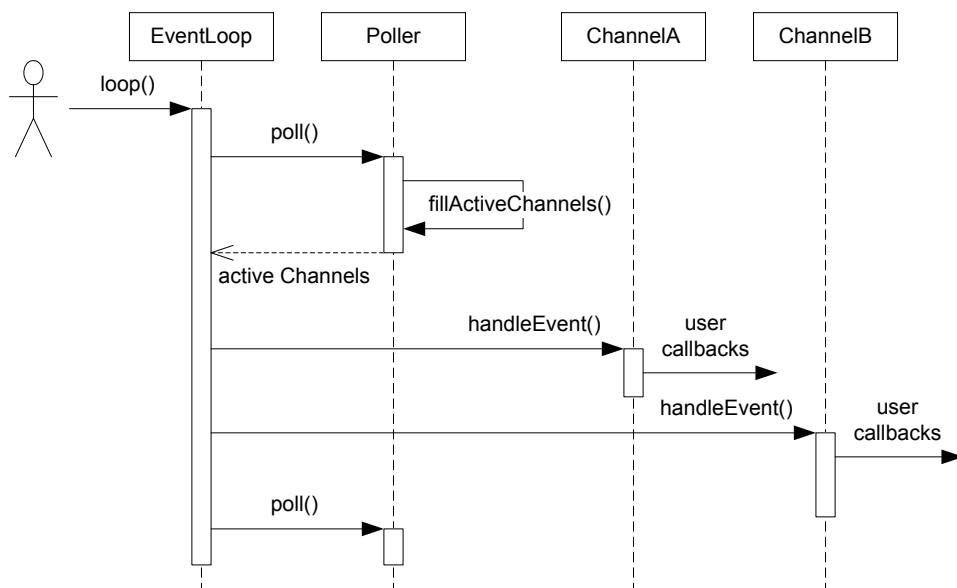 EventLoop
Poller
ChannelA
ChannelB
loop()
poll()
fillActiveChannels()
active Channels
handleEvent()
user
callbacks
handleEvent()
user
callbacks
poll()